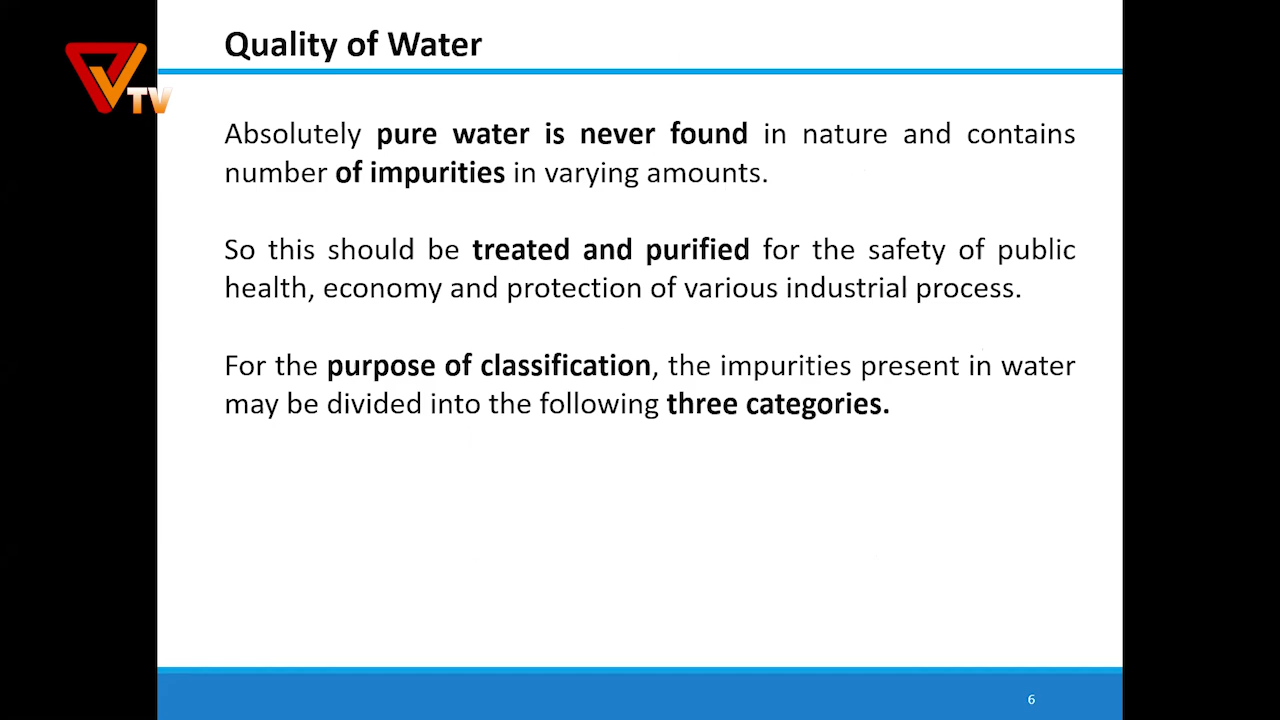 Quality of Water
TV
Absolutely pure water is never found in nature and contains
number of impurities in varying amounts.
So this should be treated and purified for the safety of public
health, economy and protection of various industrial process.
For the purpose of classification, the impurities present in water
may be divided into the following three categories.
6